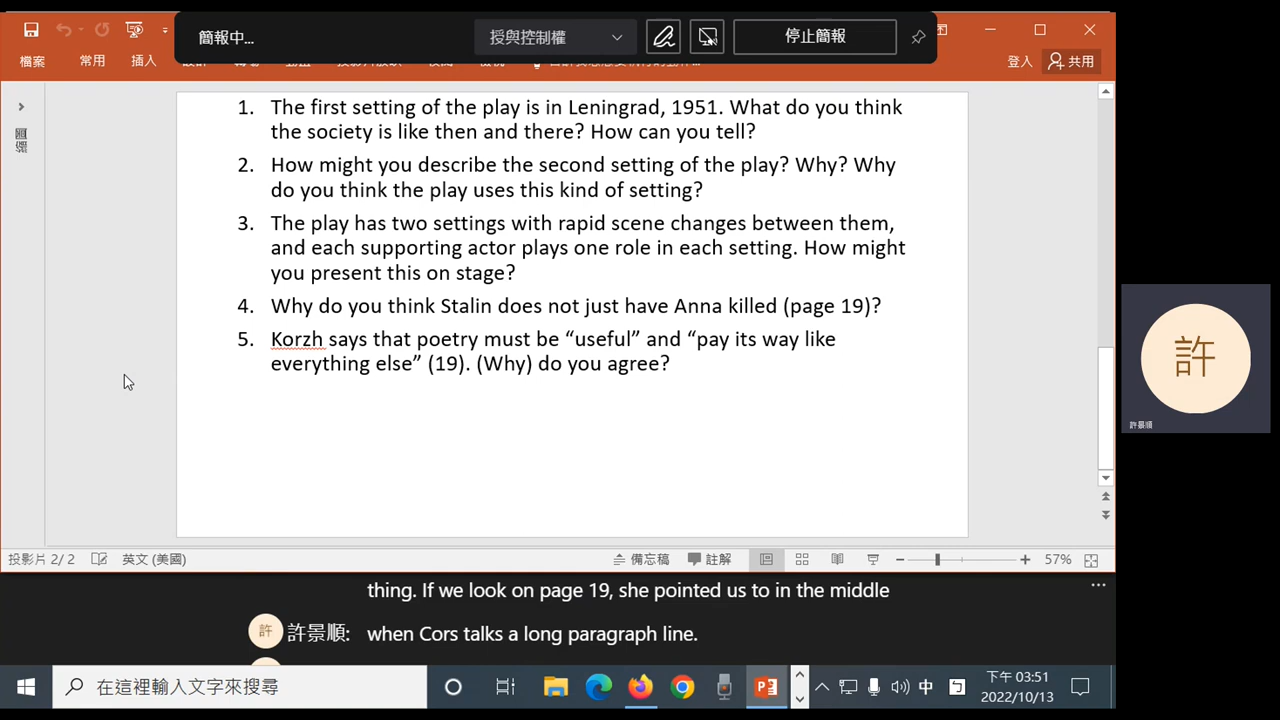 簡報中...
授與控制權
停止簡報
檔案
常用
插入
登入
共用
1. The first setting of the play is in Leningrad, 1951. What do you think
the society is like then and there? How can you tell?
2. How might you describe the second setting of the play? Why? Why
do you think the play uses this kind of setting?
3. The play has two settings with rapid scene changes between them,
and each supporting actor plays one role in each setting. How might
you present this on stage?
4. Why do you think Stalin does not just have Anna killed (page 19)?
5. Korzh says that poetry must be “useful” and “pay its way like
everything else” (19). (Why) do you agree?
許
許景順
投影片 2/2
英文 (美國)
備忘稿
註解
57%
thing. If we look on page 19, she pointed us to in the middle
許
許景順:
when Cors talks a long paragraph line.
在這裡輸入文字來搜尋
中
下午 03:51
2022/10/13